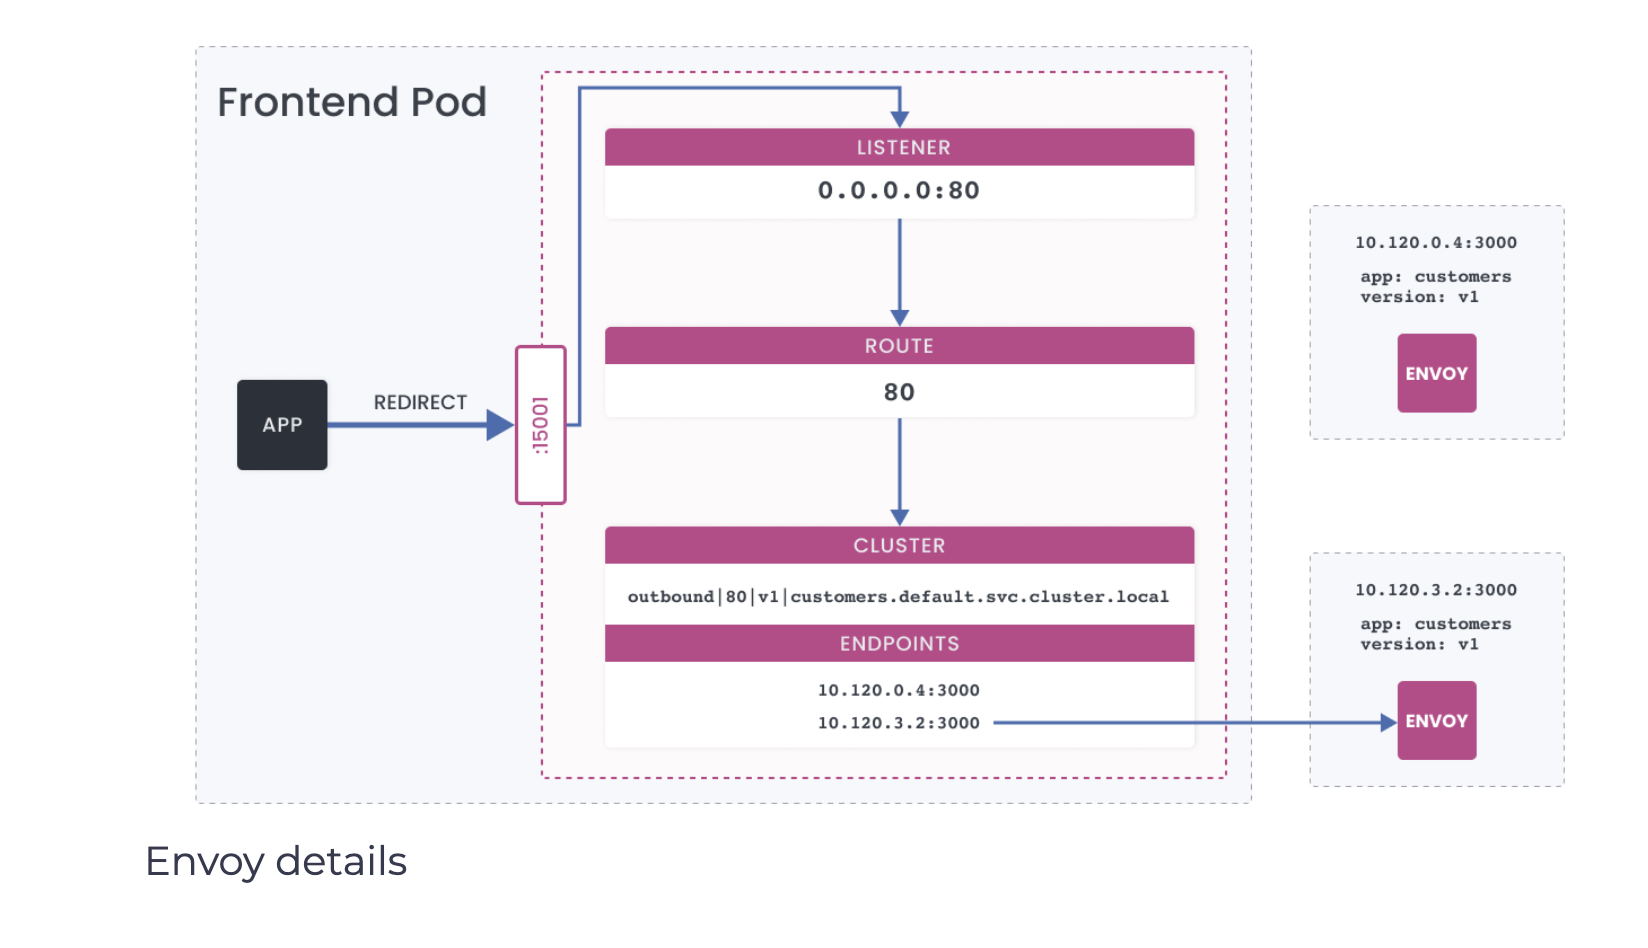 Frontend Pod
APP
REDIRECT
:15001
LISTENER
0.0.0.0:80
ROUTE
80
CLUSTER
outbound|80|v1|customers.default.svc.cluster.local
ENDPOINTS
10.120.0.4:3000
10.120.3.2:3000
10.120.0.4:3000
app: customers
version: v1
ENVOY
10.120.3.2:3000
app: customers
version: v1
ENVOY
Envoy details